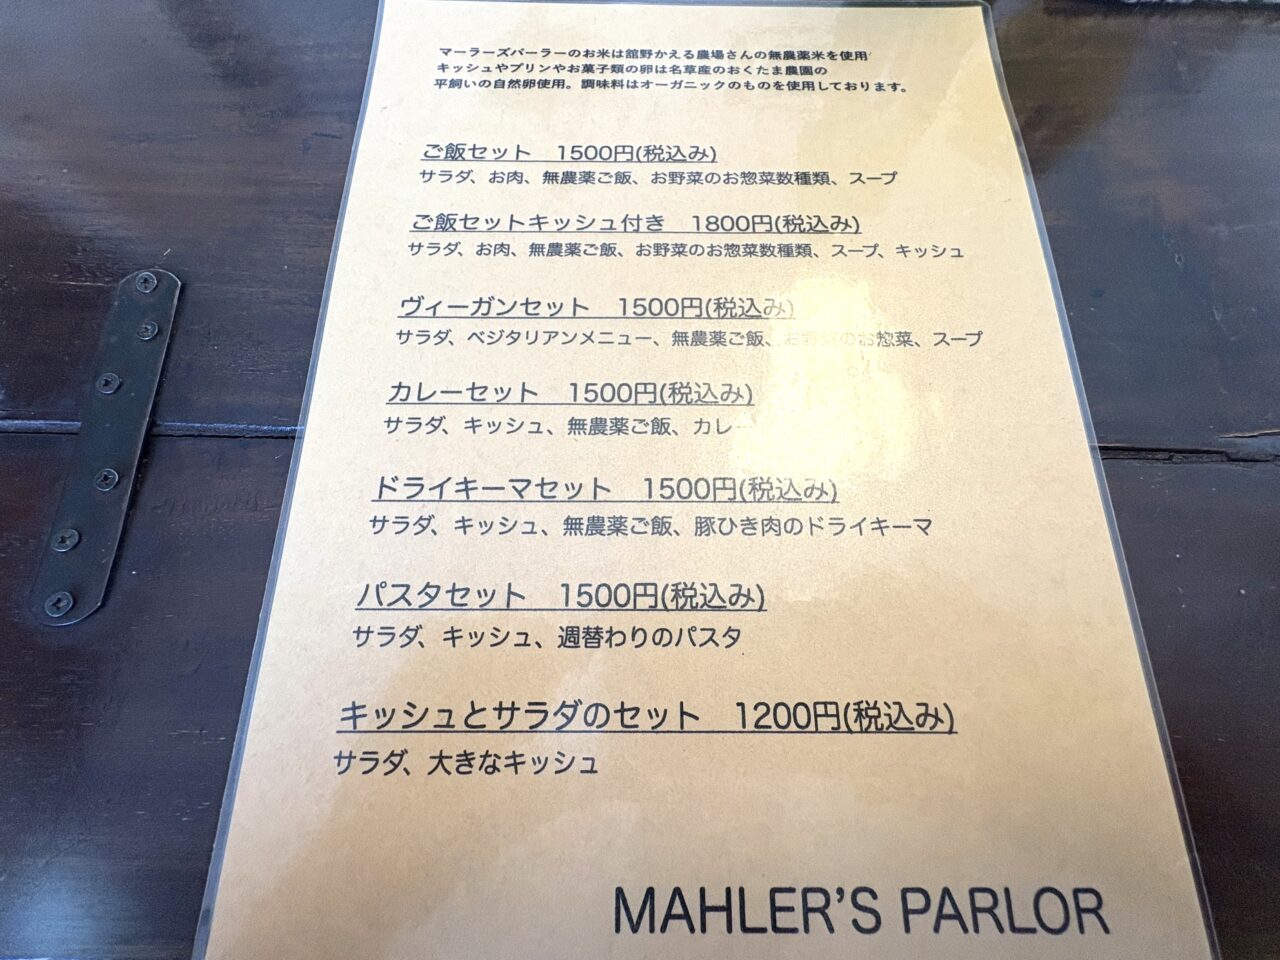 マーラーズパーラーのお米は舘野かえる農場さんの無農薬米を使用
キッシュやプリンやお菓子類の卵は名草産のおくたま農園の
平飼いの自然卵使用。調味料はオーガニックのものを使用しております。
ご飯セット　1500円(税込み)
サラダ、お肉、無農薬ご飯、お野菜のお惣菜数種類、スープ
ご飯セットキッシュ付き　1800円(税込み)
サラダ、お肉、無農薬ご飯、お野菜のお惣菜数種類、スープ、キッシュ
ヴィーガンセット　1500円(税込み)
サラダ、ベジタリアンメニュー、無農薬ご飯、お野菜のお惣菜、スープ
カレーセット　1500円(税込み)
サラダ、キッシュ、無農薬ご飯、カレー
ドライキーマセット　1500円(税込み)
サラダ、キッシュ、無農薬ご飯、豚ひき肉のドライキーマ
パスタセット　1500円(税込み)
サラダ、キッシュ、週替わりのパスタ
キッシュとサラダのセット　1200円(税込み)
サラダ、大きなキッシュ
MAHLER'S PARLOR